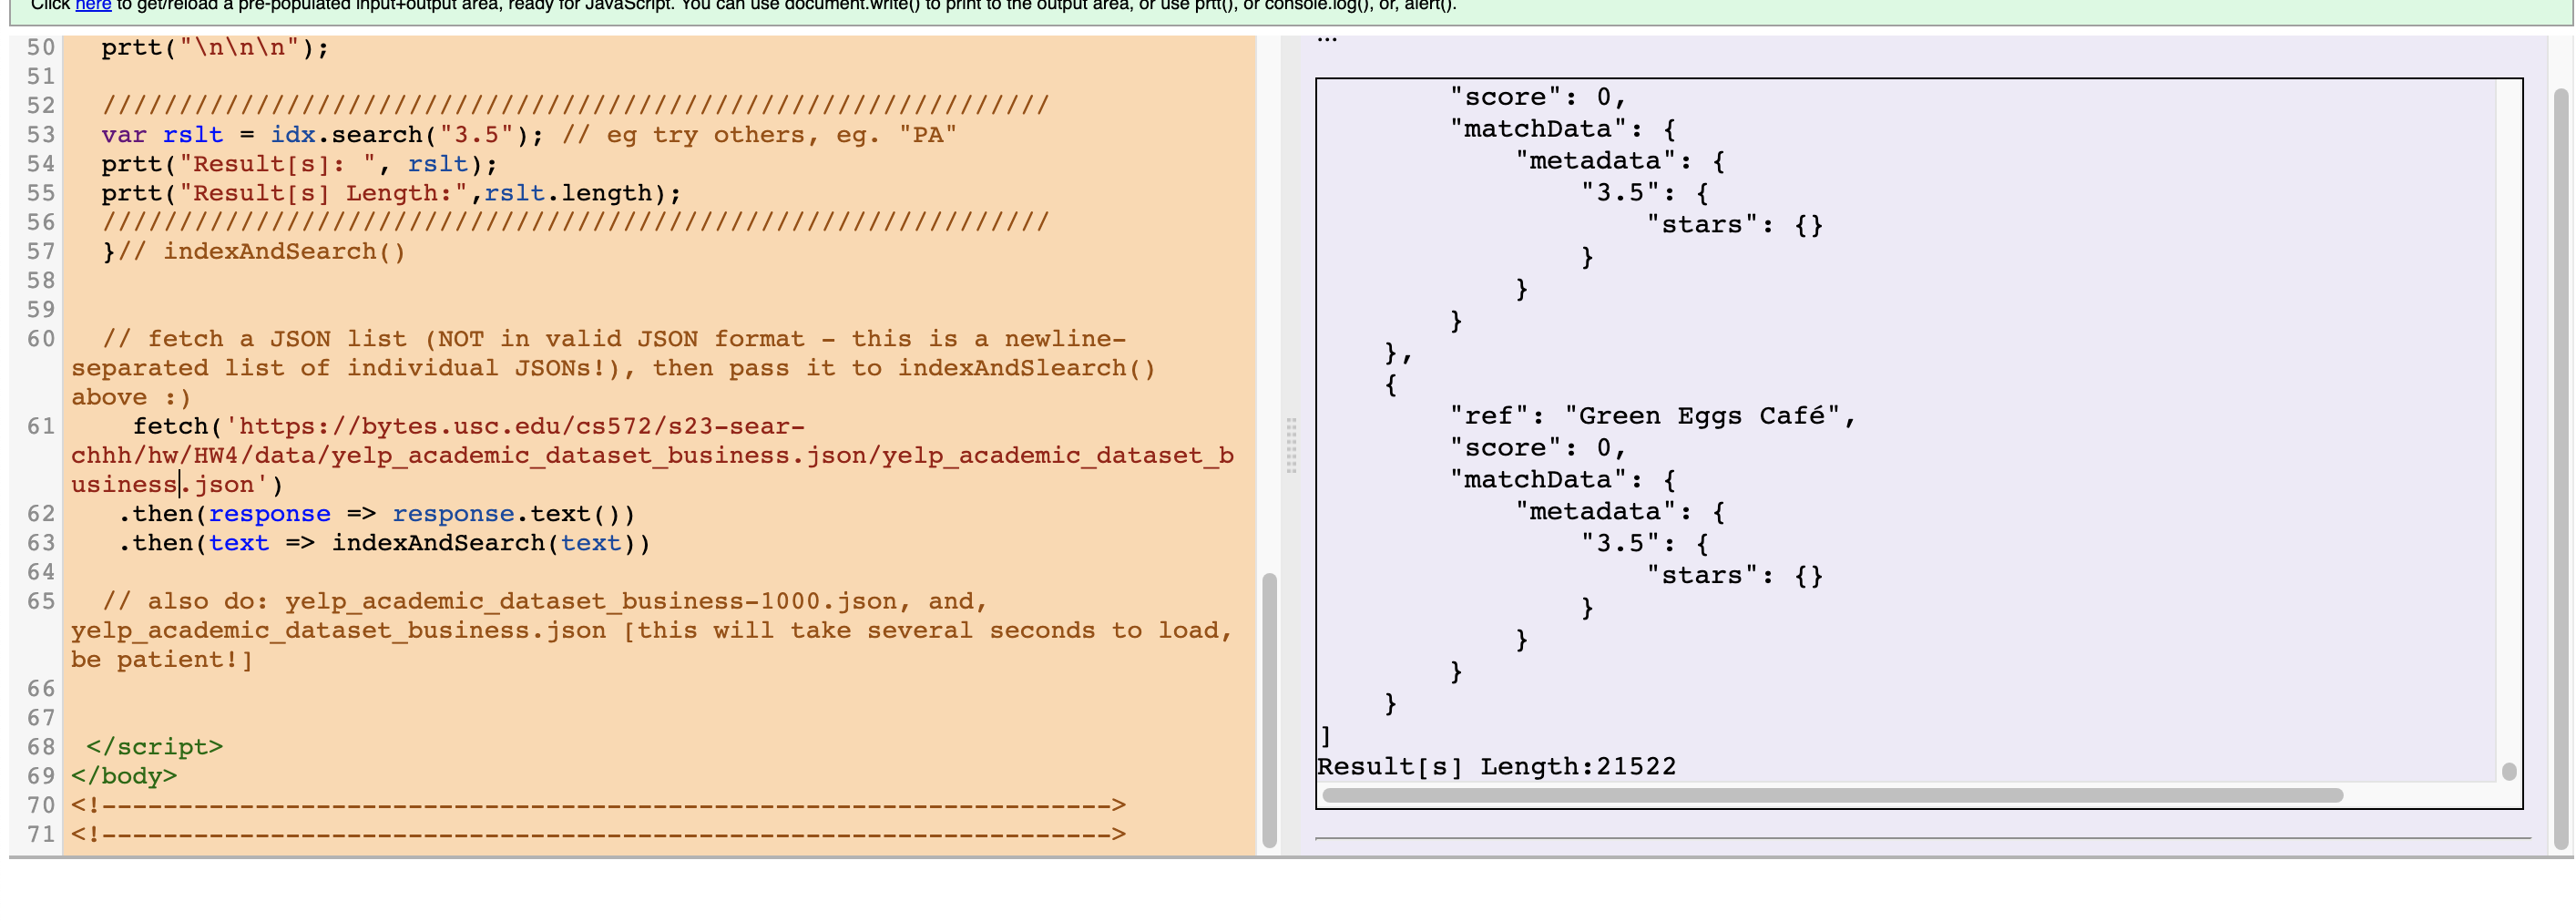 Click here to get/reload a pre-populated input+output area, ready for JavaScript. You can use document.write() to print to the output area, or use prtt(), or console.log(), or, alert().
50   prtt("\n\n\n");
51
52   //////////////////////////////////////////////////////////////
53   var rslt = idx.search("3.5"); // eg try others, eg. "PA"
54   prtt("Result[s]: ", rslt);
55   prtt("Result[s] Length:",rslt.length);
56   //////////////////////////////////////////////////////////////
57   }// indexAndSearch()
58
59
60   // fetch a JSON list (NOT in valid JSON format - this is a newline-
separated list of individual JSONs!), then pass it to indexAndSlearch()
above :)
61     fetch('https://bytes.usc.edu/cs572/s23-sear-
chhh/hw/HW4/data/yelp_academic_dataset_business.json/yelp_academic_dataset_b
usiness.json')
62    .then(response => response.text())
63    .then(text => indexAndSearch(text))
64
65   // also do: yelp_academic_dataset_business-1000.json, and,
yelp_academic_dataset_business.json [this will take several seconds to load,
be patient!]
66
67
68  </script>
69 </body>
70 <!------------------------------------------------------------------>
71 <!------------------------------------------------------------------>
...
"score": 0,
"matchData": {
"metadata": {
"3.5": {
"stars": {}
}
}
}
},
{
"ref": "Green Eggs Café",
"score": 0,
"matchData": {
"metadata": {
"3.5": {
"stars": {}
}
}
}
}
]
Result[s] Length:21522